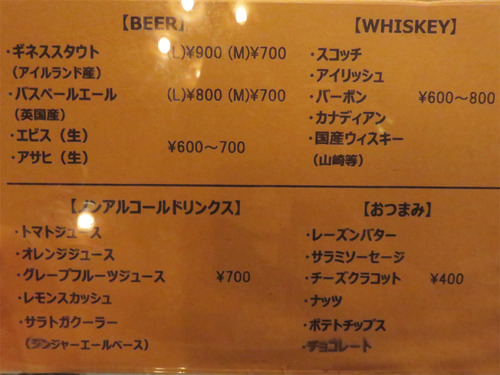 【BEER】
・ギネススタウト (L)¥900 (M)¥700
(アイルランド産)
・バスペールエール (L)¥800 (M)¥700
(英国産)
・エビス（生）
¥600～700
・アサヒ（生）
【WHISKEY】
・スコッチ
・アイリッシュ
・バーボン ¥600～800
・カナディアン
・国産ウィスキー
(山崎等)
【ノンアルコールドリンクス】
・トマトジュース
・オレンジジュース
・グレープフルーツジュース ¥700
・レモンスカッシュ
・サラトガクーラー
(ジンジャーエールベース)
【おつまみ】
・レーズンバター
・サラミソーセージ
・チーズクラコット ¥400
・ナッツ
・ポテトチップス
・チョコレート